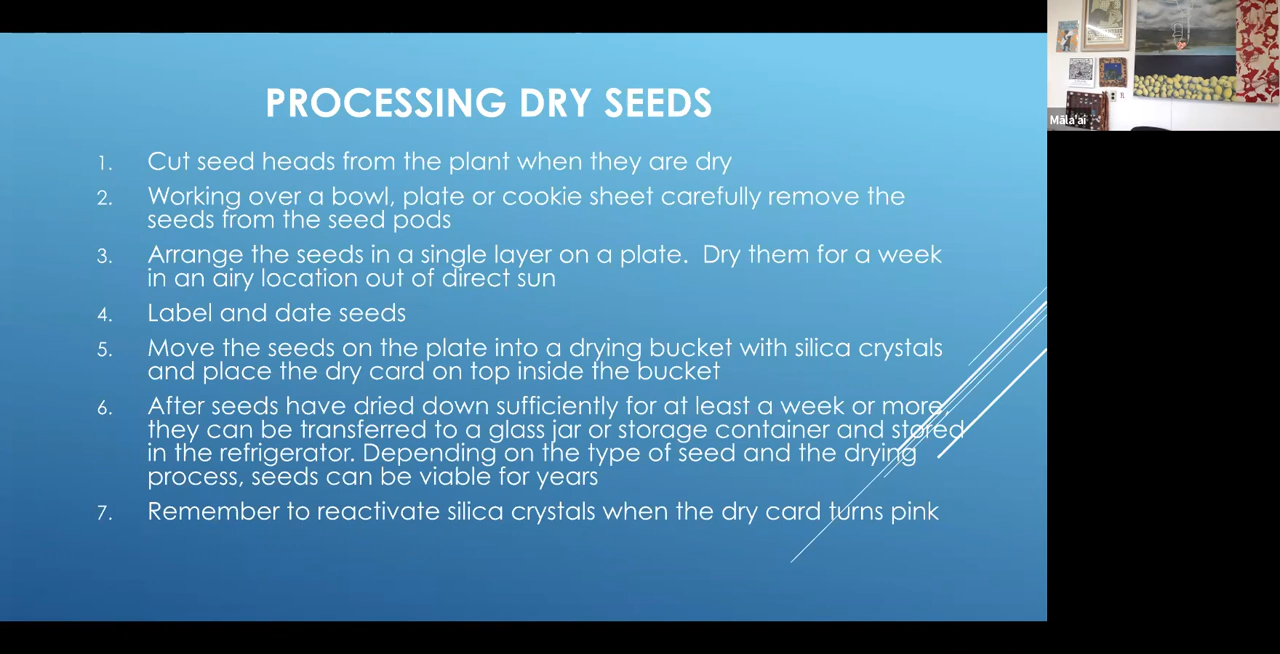 PROCESSING DRY SEEDS
1. Cut seed heads from the plant when they are dry
2. Working over a bowl, plate or cookie sheet carefully remove the
seeds from the seed pods
3. Arrange the seeds in a single layer on a plate.  Dry them for a week
in an airy location out of direct sun
4. Label and date seeds
5. Move the seeds on the plate into a drying bucket with silica crystals
and place the dry card on top inside the bucket
6. After seeds have dried down sufficiently for at least a week or more,
they can be transferred to a glass jar or storage container and stored
in the refrigerator. Depending on the type of seed and the drying
process, seeds can be viable for years
7. Remember to reactivate silica crystals when the dry card turns pink
Māla'ai